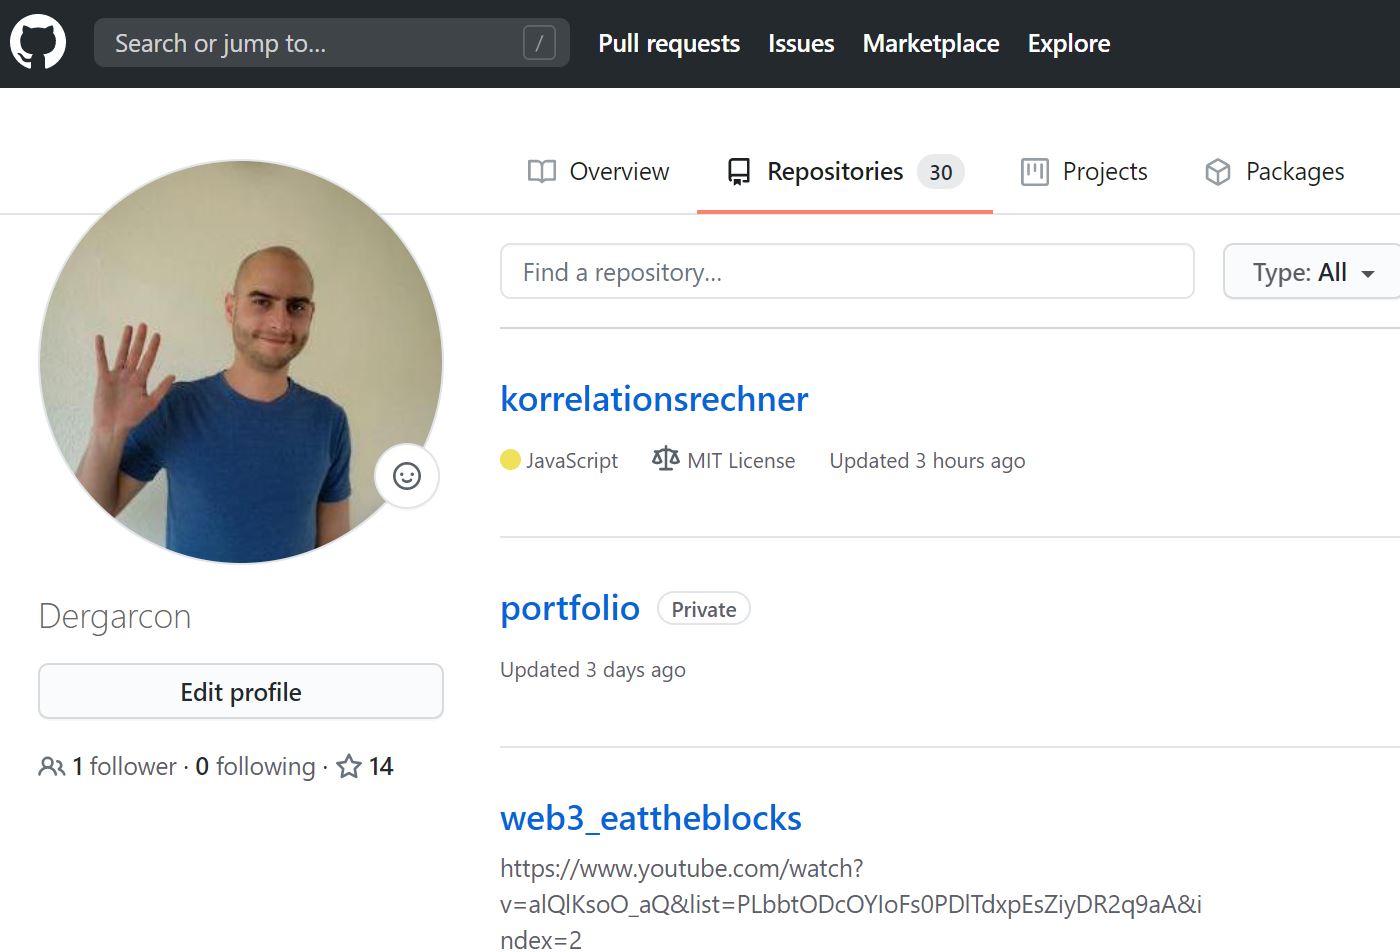 Search or jump to... /
Pull requests Issues Marketplace Explore
Overview Repositories 30 Projects Packages
Find a repository...
Type: All
korrelationsrechner
JavaScript MIT License Updated 3 hours ago
portfolio Private
Updated 3 days ago
web3_eattheblocks
https://www.youtube.com/watch?
v=alQlKsoO_aQ&list=PLbbtODcOYIoFs0PDlTdxpEsZiyDR2q9aA&i
ndex=2
Dergarcon
Edit profile
1 follower · 0 following · 14